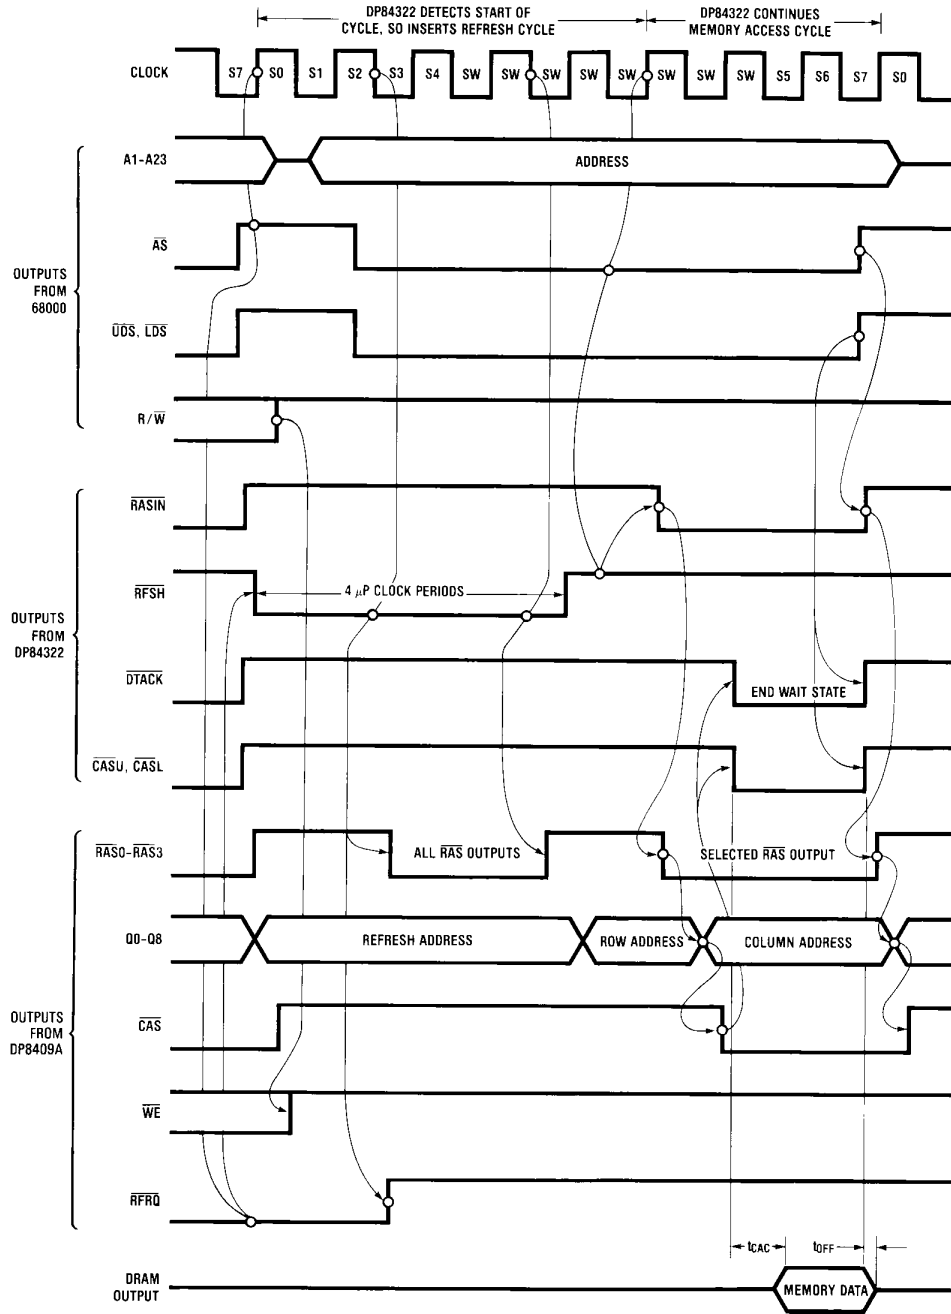 DP84322 DETECTS START OF
CYCLE, SO INSERTS REFRESH CYCLE
DP84322 CONTINUES
MEMORY ACCESS CYCLE
CLOCK
S7 S0 S1 S2 S3 S4 SW SW SW SW SW SW SW SW S5 S6 S7 S0
A1-A23
ADDRESS
AS
OUTPUTS
FROM
68000
UDS, LDS
R/W
RASIN
RFSH
4 µP CLOCK PERIODS
OUTPUTS
FROM
DP84322
DTACK
END WAIT STATE
CASU, CASL
RAS0-RAS3
ALL RAS OUTPUTS
SELECTED RAS OUTPUT
Q0-Q8
REFRESH ADDRESS
ROW ADDRESS
COLUMN ADDRESS
OUTPUTS
FROM
DP8409A
CAS
WE
RFRQ
tCAC
tOFF
DRAM
OUTPUT
MEMORY DATA